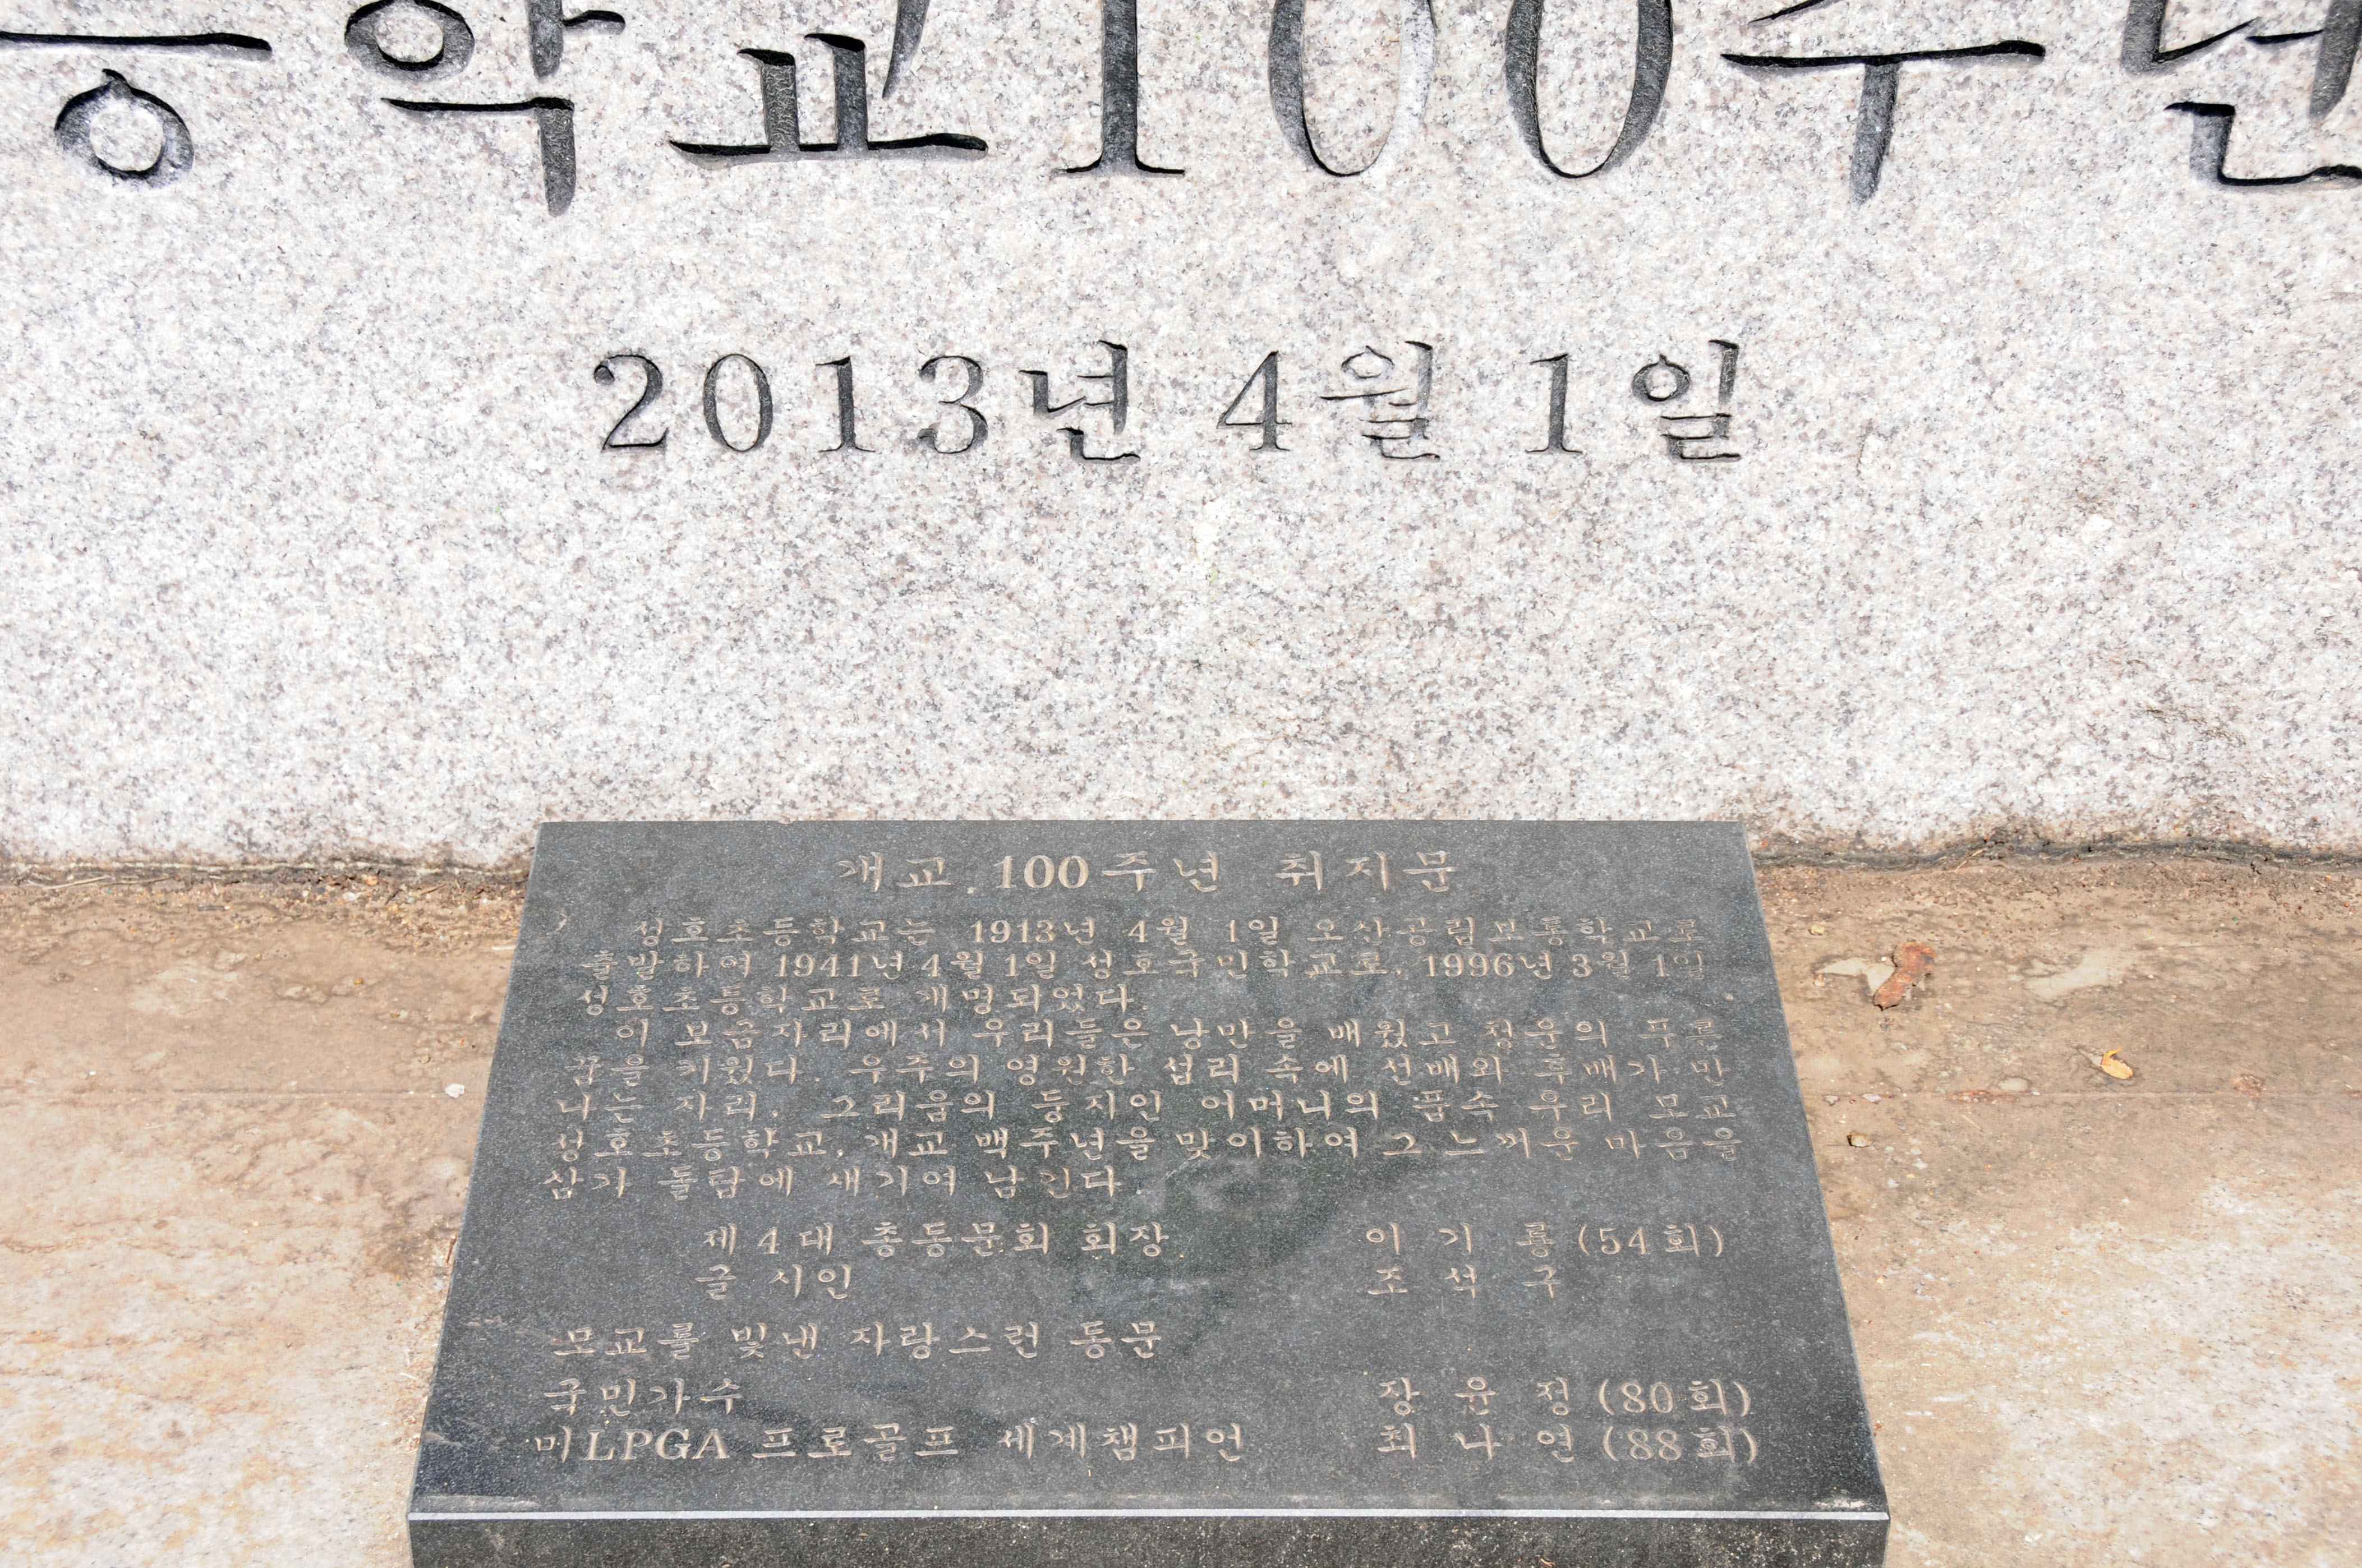 등학교100주년
2013년 4월 1일
개교 100주년 취지문
성호초등학교는 1913년 4월 1일 오산공립보통학교로
출발하여 1941년 4월 1일 성호국민학교로, 1996년 3월 1일
성호초등학교로 개명되었다.
이 보금자리에서 우리들은 낭만을 배웠고 청운의 푸른
꿈을 키웠다. 우주의 영원한 섭리 속에 선배와 후배가 만
나는 자리. 그리움의 둥지인 어머니의 품속 우리 모교
성호초등학교, 개교 백주년을 맞이하여 그 느꺼운 마음을
삼가 돌탑에 새기여 남긴다.
제4대 총동문회 회장 이 기 룡 (54회)
글 시인 조 석 구
모교를 빛낸 자랑스런 동문
국민가수 장 윤 정 (80회)
미LPGA 프로골프 세계챔피언 최 나 연 (88회)